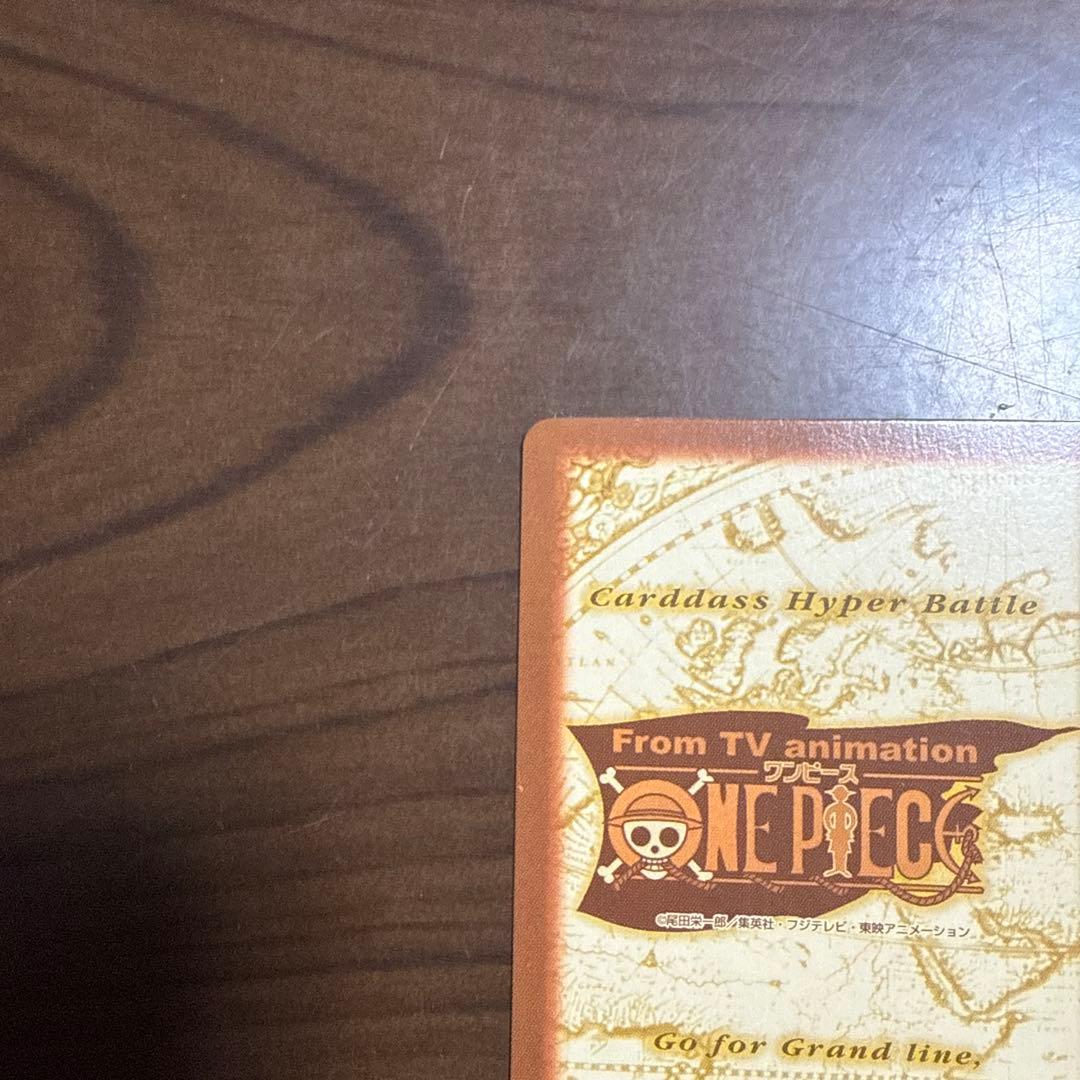 Carddass Hyper Battle
TLAN
From TV animation
ワンピース
ONE PIECE
©尾田栄一郎／集英社・フジテレビ・東映アニメーション
Go for Grand line,